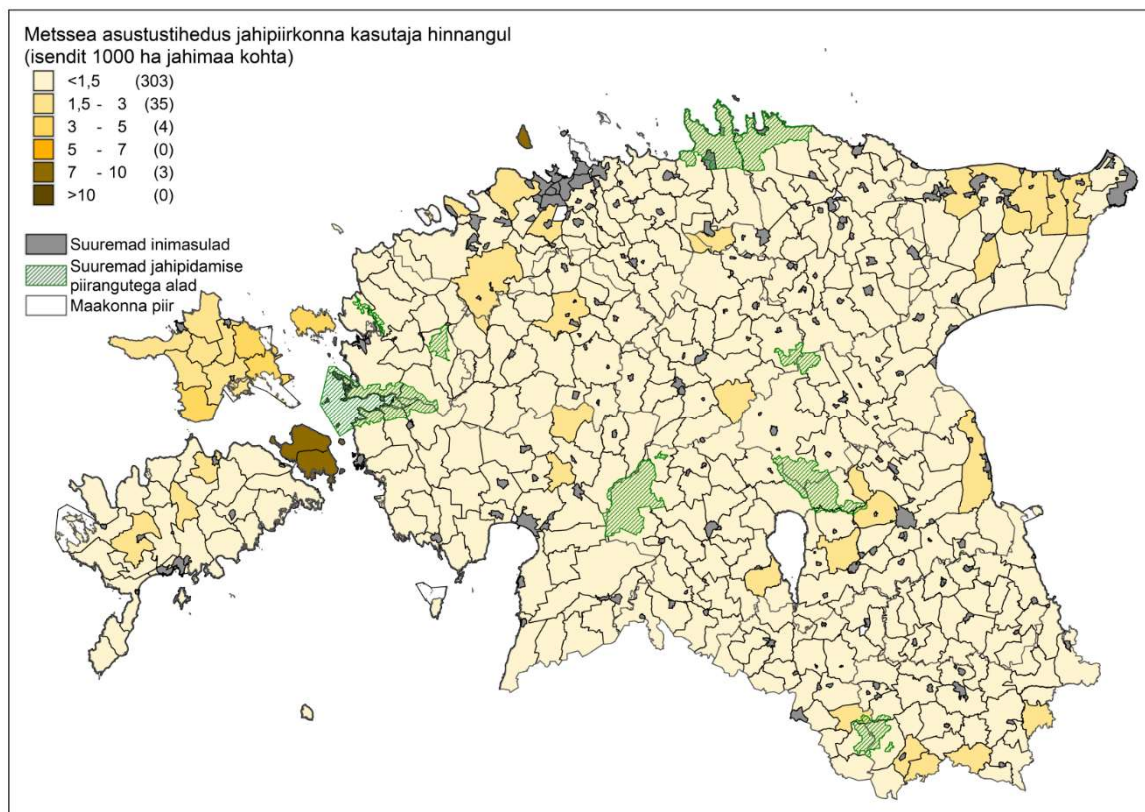 Metssea asustustihedus jahipiirkonna kasutaja hinnangul
(isendit 1000 ha jahimaa kohta)
<1,5 (303)
1,5 - 3 (35)
3 - 5 (4)
5 - 7 (0)
7 - 10 (3)
>10 (0)
Suuremad inimasulad
Suuremad jahipidamise
piirangutega alad
Maakonna piir